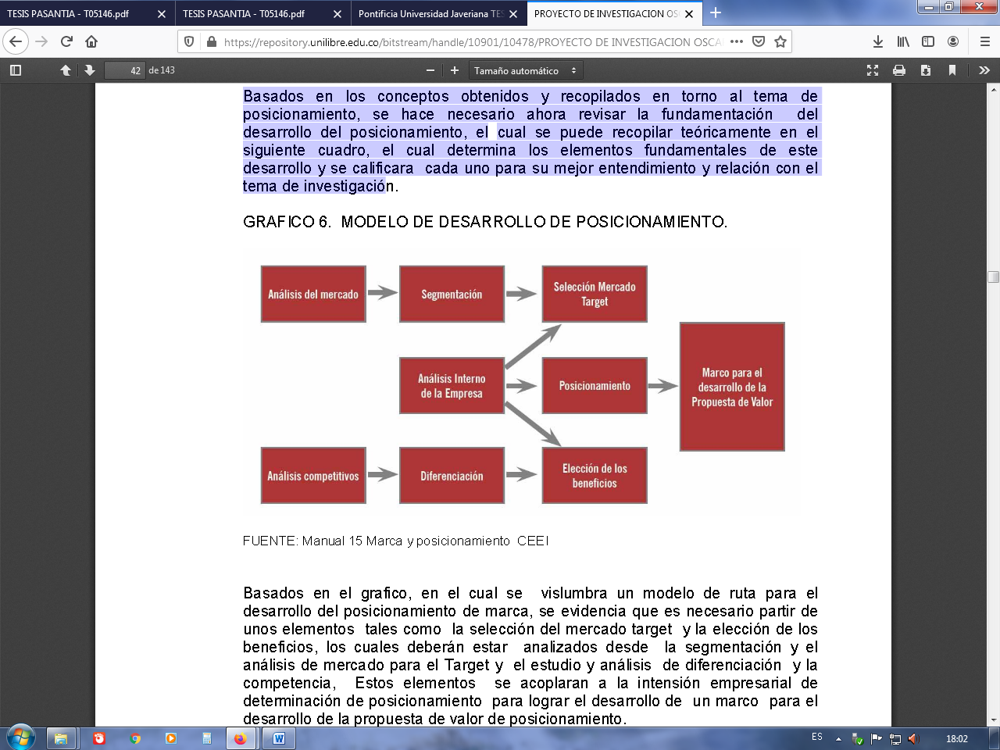 TESIS PASANTIA - T05146.pdf
TESIS PASANTIA - T05146.pdf
Pontificia Universidad Javeriana TES
PROYECTO DE INVESTIGACION OSC
https://repository.unilibre.edu.co/bitstream/handle/10901/10478/PROYECTO DE INVESTIGACION OSCA
42 de 143
Tamaño automático
Basados en los conceptos obtenidos y recopilados en torno al tema de
posicionamiento, se hace necesario ahora revisar la fundamentación del
desarrollo del posicionamiento, el cual se puede recopilar teóricamente en el
siguiente cuadro, el cual determina los elementos fundamentales de este
desarrollo y se calificara cada uno para su mejor entendimiento y relación con el
tema de investigación.
GRAFICO 6. MODELO DE DESARROLLO DE POSICIONAMIENTO.
Análisis del mercado
Segmentación
Selección Mercado
Target
Análisis Interno
de la Empresa
Posicionamiento
Marco para el
desarrollo de la
Propuesta de Valor
Análisis competitivos
Diferenciación
Elección de los
beneficios
FUENTE: Manual 15 Marca y posicionamiento CEEI
Basados en el grafico, en el cual se vislumbra un modelo de ruta para el
desarrollo del posicionamiento de marca, se evidencia que es necesario partir de
unos elementos tales como la selección del mercado target y la elección de los
beneficios, los cuales deberán estar analizados desde la segmentación y el
análisis de mercado para el Target y el estudio y análisis de diferenciación y la
competencia, Estos elementos se acoplaran a la intensión empresarial de
determinación de posicionamiento para lograr el desarrollo de un marco para el
desarrollo de la propuesta de valor de posicionamiento.
ES
18:02